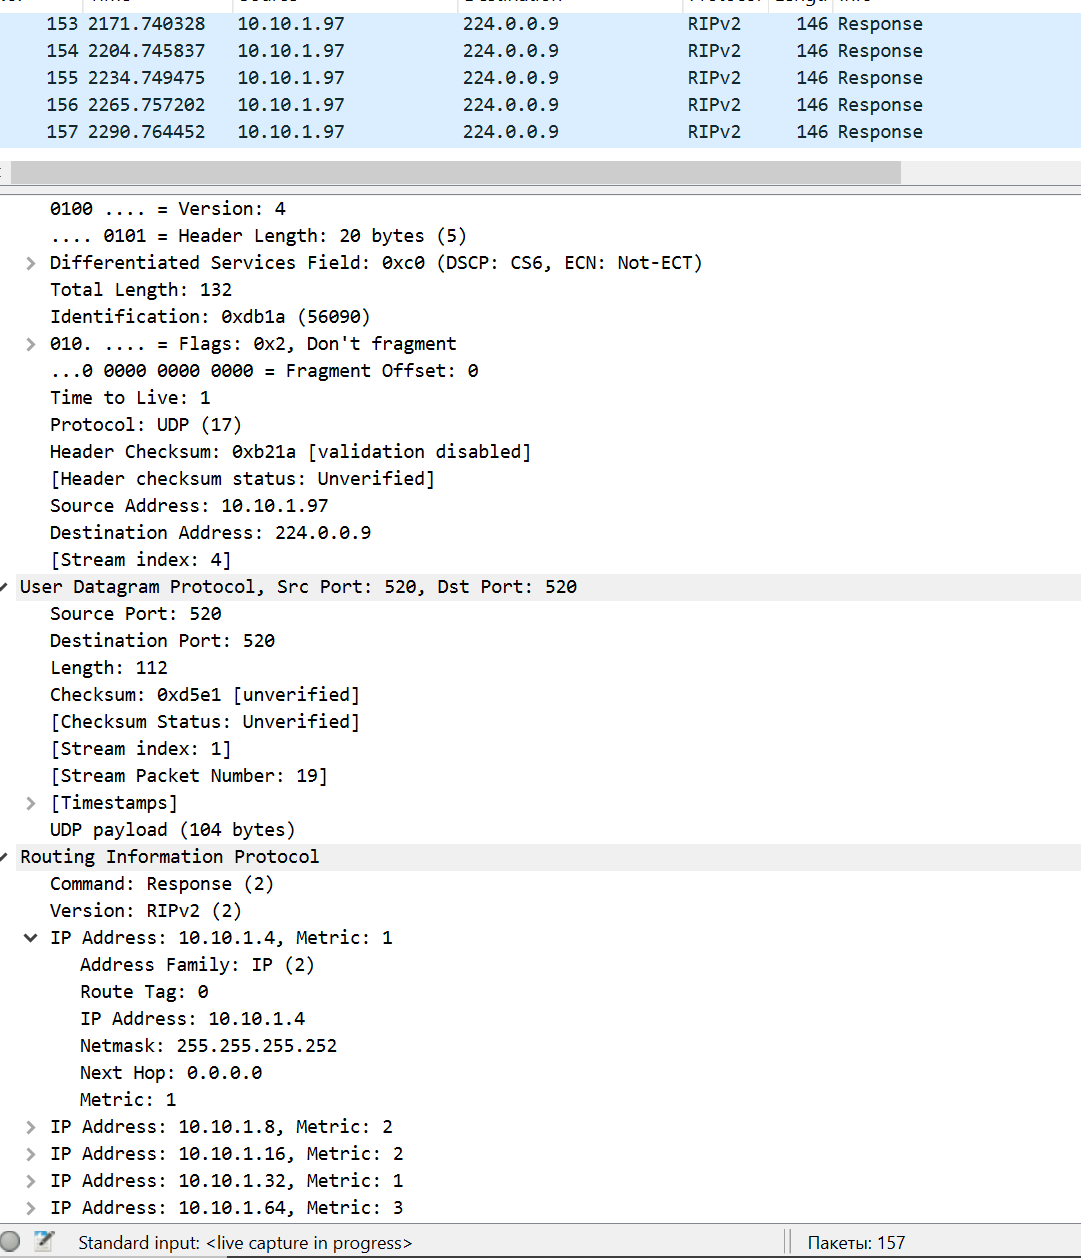 153 2171.740328 10.10.1.97 224.0.0.9 RIPv2 146 Response
154 2204.745837 10.10.1.97 224.0.0.9 RIPv2 146 Response
155 2234.749475 10.10.1.97 224.0.0.9 RIPv2 146 Response
156 2265.757202 10.10.1.97 224.0.0.9 RIPv2 146 Response
157 2290.764452 10.10.1.97 224.0.0.9 RIPv2 146 Response
0100 .... = Version: 4
.... 0101 = Header Length: 20 bytes (5)
Differentiated Services Field: 0xc0 (DSCP: CS6, ECN: Not-ECT)
Total Length: 132
Identification: 0xdb1a (56090)
010. .... = Flags: 0x2, Don't fragment
...0 0000 0000 0000 = Fragment Offset: 0
Time to Live: 1
Protocol: UDP (17)
Header Checksum: 0xb21a [validation disabled]
[Header checksum status: Unverified]
Source Address: 10.10.1.97
Destination Address: 224.0.0.9
[Stream index: 4]
User Datagram Protocol, Src Port: 520, Dst Port: 520
Source Port: 520
Destination Port: 520
Length: 112
Checksum: 0xd5e1 [unverified]
[Checksum Status: Unverified]
[Stream index: 1]
[Stream Packet Number: 19]
[Timestamps]
UDP payload (104 bytes)
Routing Information Protocol
Command: Response (2)
Version: RIPv2 (2)
IP Address: 10.10.1.4, Metric: 1
Address Family: IP (2)
Route Tag: 0
IP Address: 10.10.1.4
Netmask: 255.255.255.252
Next Hop: 0.0.0.0
Metric: 1
IP Address: 10.10.1.8, Metric: 2
IP Address: 10.10.1.16, Metric: 2
IP Address: 10.10.1.32, Metric: 1
IP Address: 10.10.1.64, Metric: 3
Standard input: <live capture in progress> Пакеты: 157